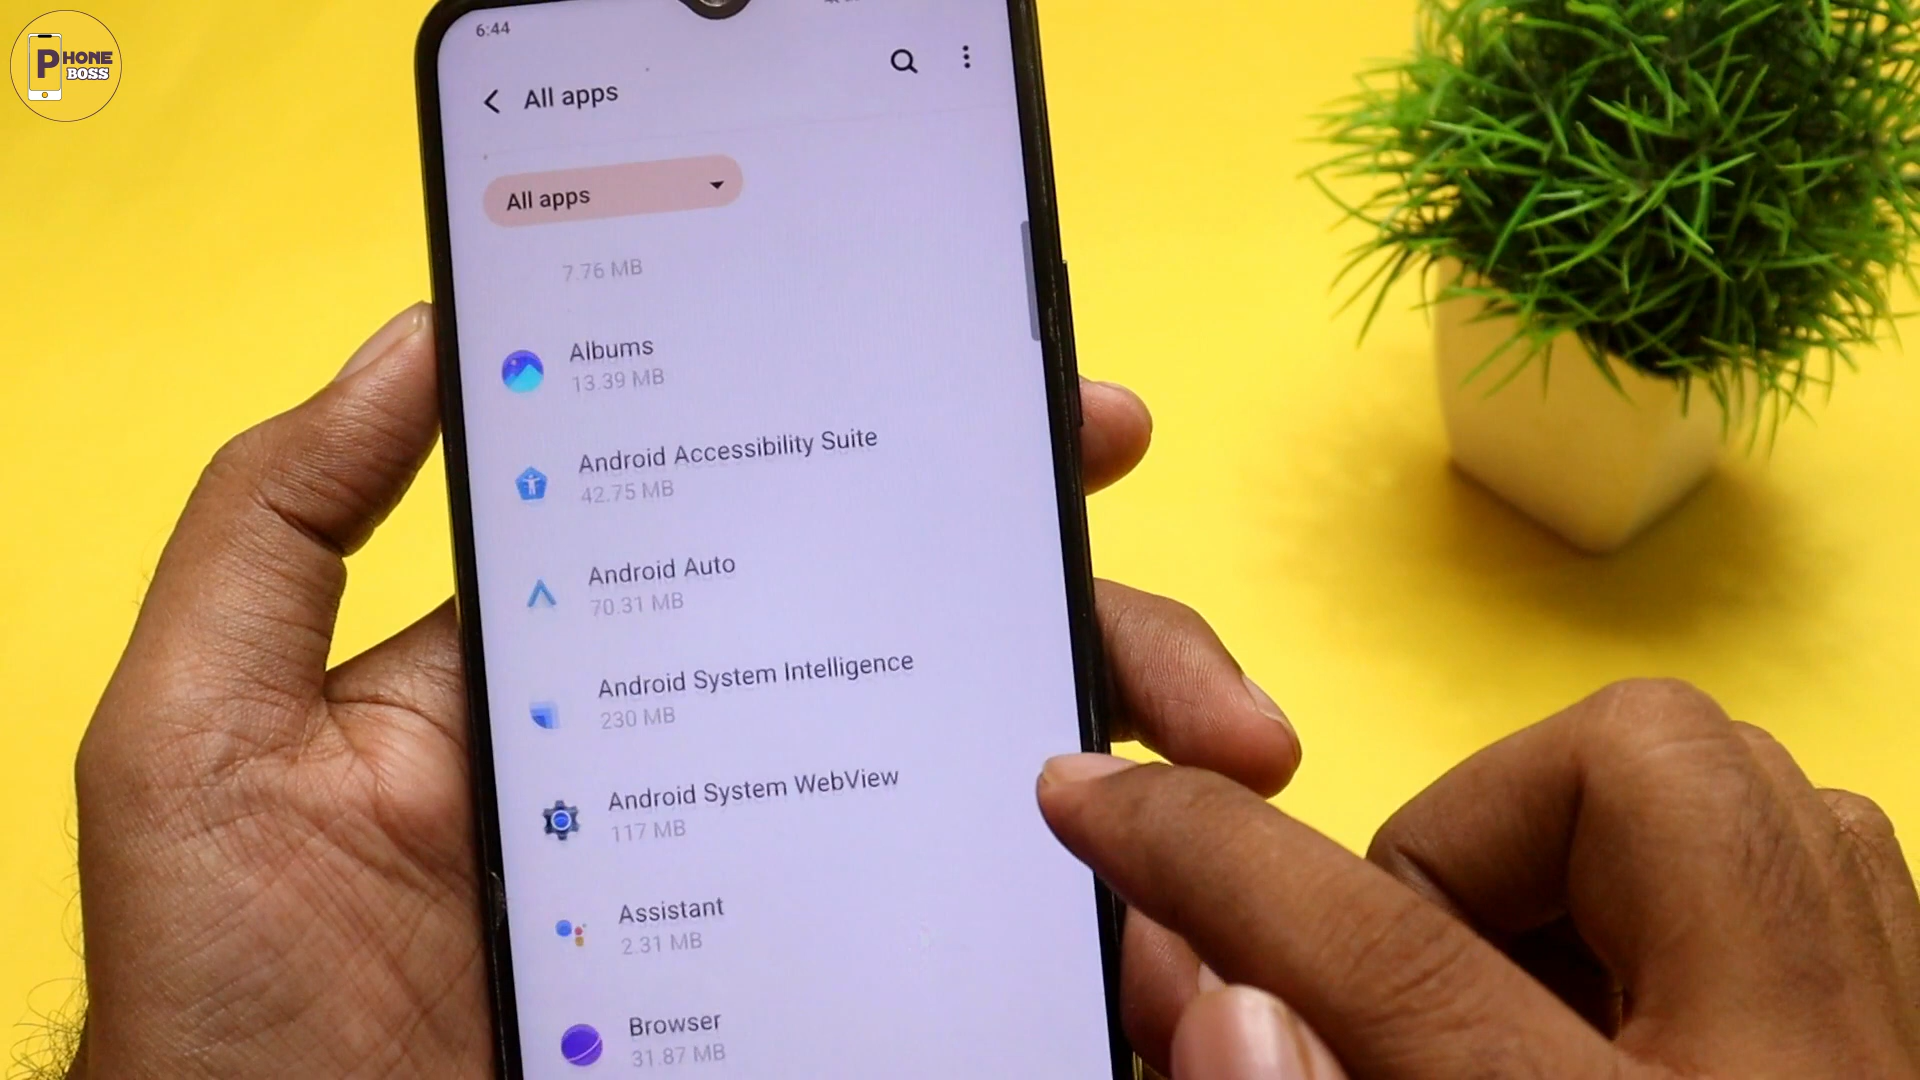 PHONE
BOSS
6:44
All apps
All apps
7.76 MB
Albums
13.39 MB
Android Accessibility Suite
42.75 MB
Android Auto
70.31 MB
Android System Intelligence
230 MB
Android System WebView
117 MB
Assistant
2.31 MB
Browser
31.87 MB